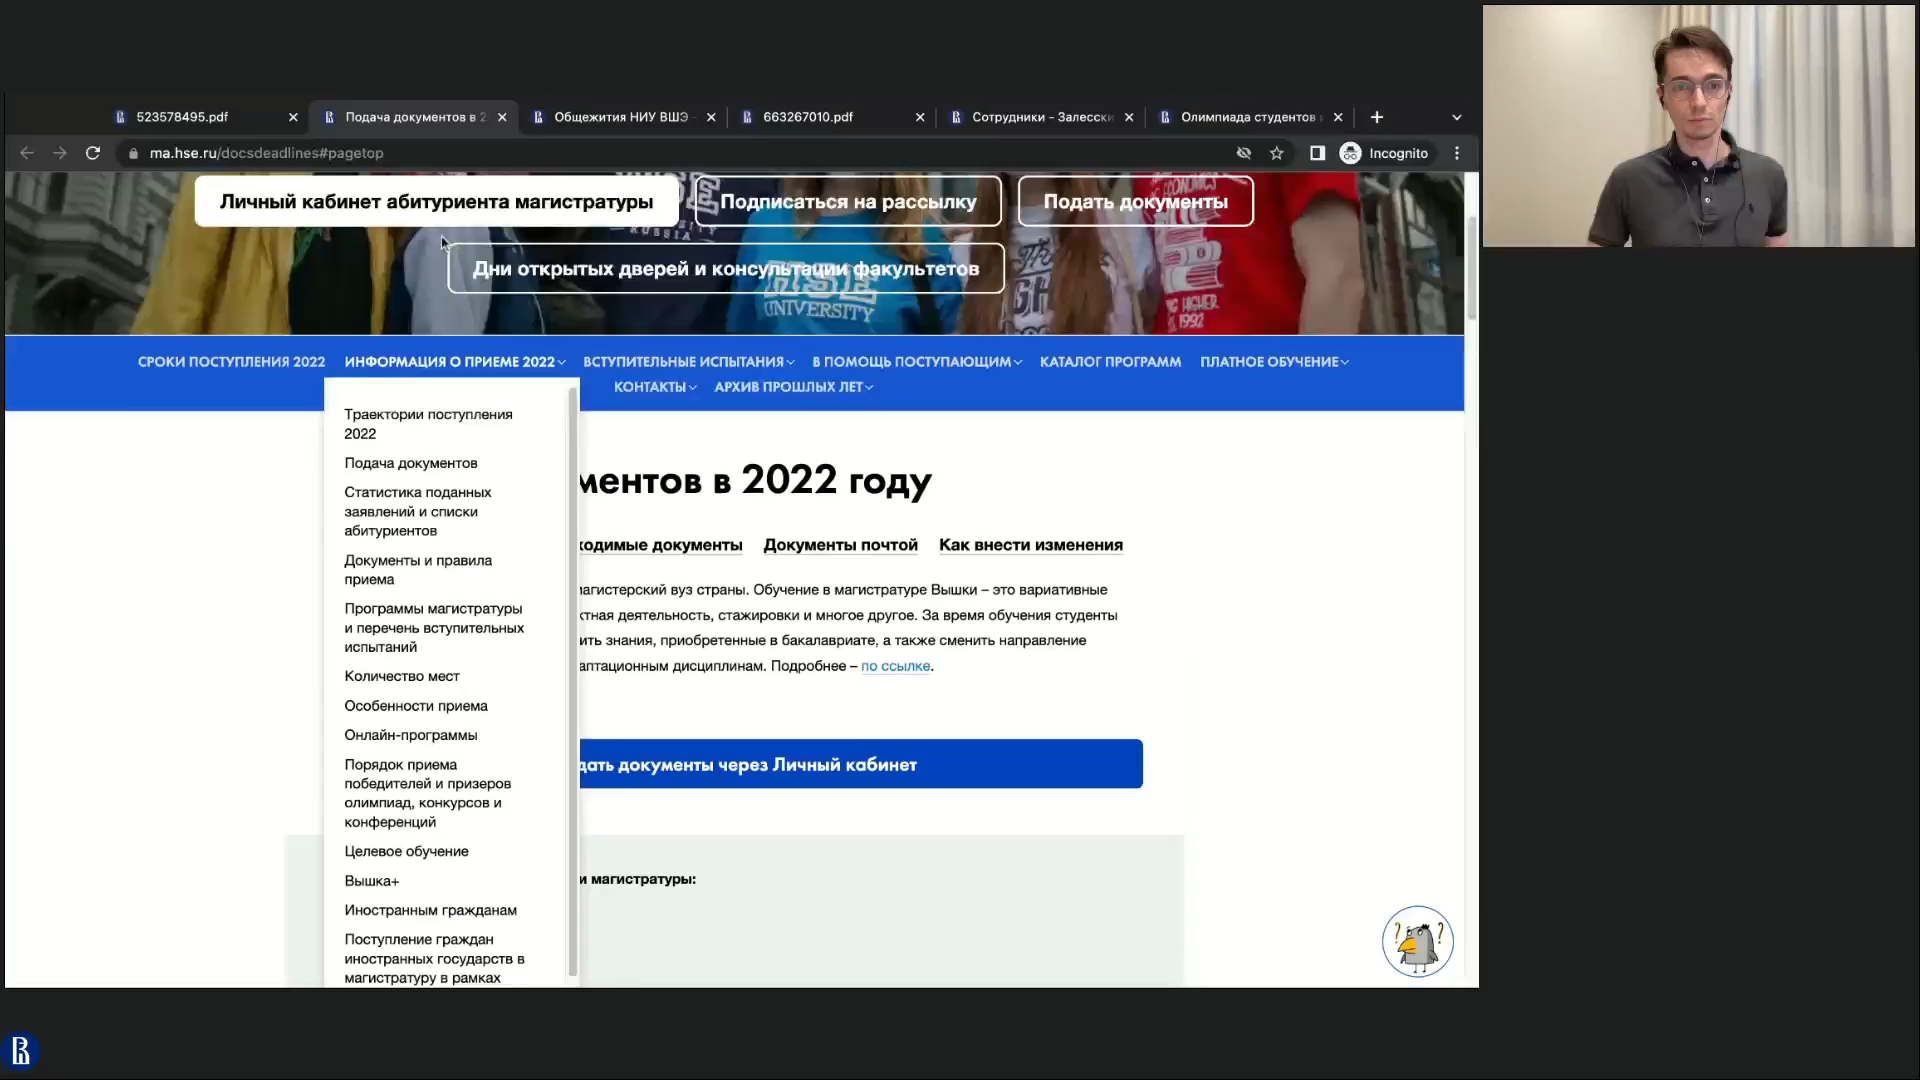 523578495.pdf
Подача документов в 2
Общежития НИУ ВШЭ
663267010.pdf
Сотрудники – Залесски
Олимпиада студентов
ma.hse.ru/docsdeadlines#pagetop
Incognito
Личный кабинет абитуриента магистратуры
Подписаться на рассылку
Подать документы
Дни открытых дверей и консультации факультетов
HSE
UNIVERSITY
RUSSIA
ECONOMICS
HIGHER
1992
СРОКИ ПОСТУПЛЕНИЯ 2022
ИНФОРМАЦИЯ О ПРИЕМЕ 2022
ВСТУПИТЕЛЬНЫЕ ИСПЫТАНИЯ
В ПОМОЩЬ ПОСТУПАЮЩИМ
КАТАЛОГ ПРОГРАММ
ПЛАТНОЕ ОБУЧЕНИЕ
КОНТАКТЫ
АРХИВ ПРОШЛЫХ ЛЕТ
Траектории поступления
2022
Подача документов
Статистика поданных
заявлений и списки
абитуриентов
Документы и правила
приема
Программы магистратуры
и перечень вступительных
испытаний
Количество мест
Особенности приема
Онлайн-программы
Порядок приема
победителей и призеров
олимпиад, конкурсов и
конференций
Целевое обучение
Вышка+
Иностранным гражданам
Поступление граждан
иностранных государств в
магистратуру в рамках
ментов в 2022 году
ходимые документы
Документы почтой
Как внести изменения
магистерский вуз страны. Обучение в магистратуре Вышки – это вариативные
ктная деятельность, стажировки и многое другое. За время обучения студенты
ить знания, приобретенные в бакалавриате, а также сменить направление
аптационным дисциплинам. Подробнее – по ссылке.
дать документы через Личный кабинет
и магистратуры: